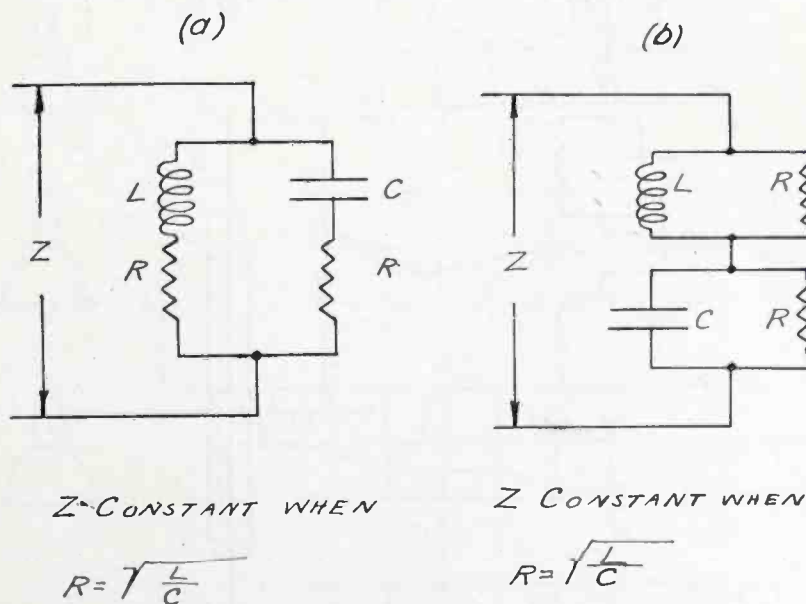 (a)
Z
L
R
C
R
Z-CONSTANT WHEN
R=√L/C
(b)
Z
L
R
C
R
Z CONSTANT WHEN
R=√L/C